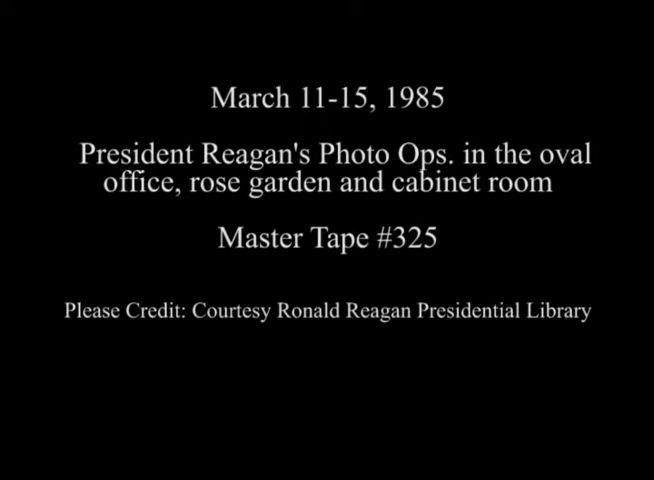 March 11-15, 1985
President Reagan's Photo Ops. in the oval
office, rose garden and cabinet room
Master Tape #325
Please Credit: Courtesy Ronald Reagan Presidential Library